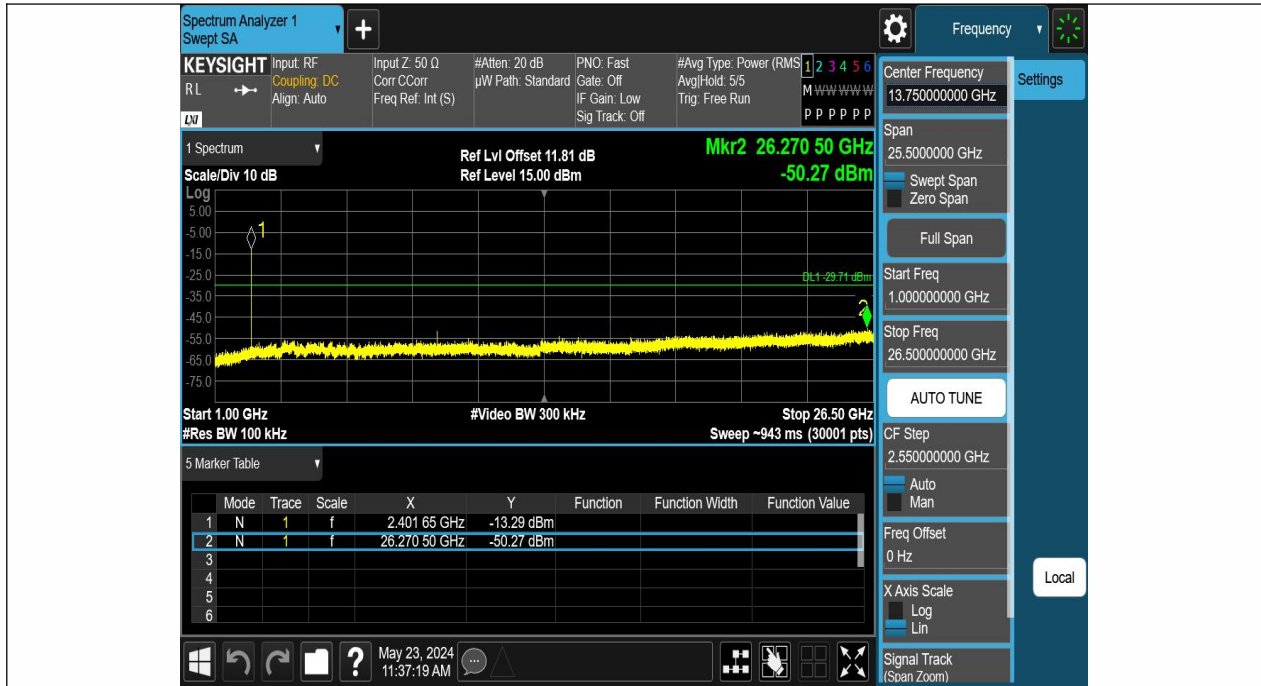 Spectrum Analyzer 1
Swept SA
+
Frequency
KEYSIGHT
RL
LXI
Input: RF
Coupling: DC
Align: Auto
Input Z: 50 Ω
Corr CCorr
Freq Ref: Int (S)
#Atten: 20 dB
µW Path: Standard
PNO: Fast
Gate: Off
IF Gain: Low
Sig Track: Off
#Avg Type: Power (RMS
Avg|Hold: 5/5
Trig: Free Run
1 2 3 4 5 6
M W W W W W
P P P P P P
1 Spectrum
Scale/Div 10 dB
Ref Lvl Offset 11.81 dB
Ref Level 15.00 dBm
Mkr2 26.270 50 GHz
-50.27 dBm
Log
5.00
-5.00
-15.0
-25.0
-35.0
-45.0
-55.0
-65.0
-75.0
1
DL1 -29.71 dBm
2
Start 1.00 GHz
#Video BW 300 kHz
Stop 26.50 GHz
#Res BW 100 kHz
Sweep ~943 ms (30001 pts)
5 Marker Table
Mode Trace Scale X Y Function Function Width Function Value
1 N 1 f 2.401 65 GHz -13.29 dBm
2 N 1 f 26.270 50 GHz -50.27 dBm
3
4
5
6
?
May 23, 2024
11:37:19 AM
Center Frequency
13.750000000 GHz
Settings
Span
25.5000000 GHz
Swept Span
Zero Span
Full Span
Start Freq
1.000000000 GHz
Stop Freq
26.500000000 GHz
AUTO TUNE
CF Step
2.550000000 GHz
Auto
Man
Freq Offset
0 Hz
Local
X Axis Scale
Log
Lin
Signal Track
(Span Zoom)